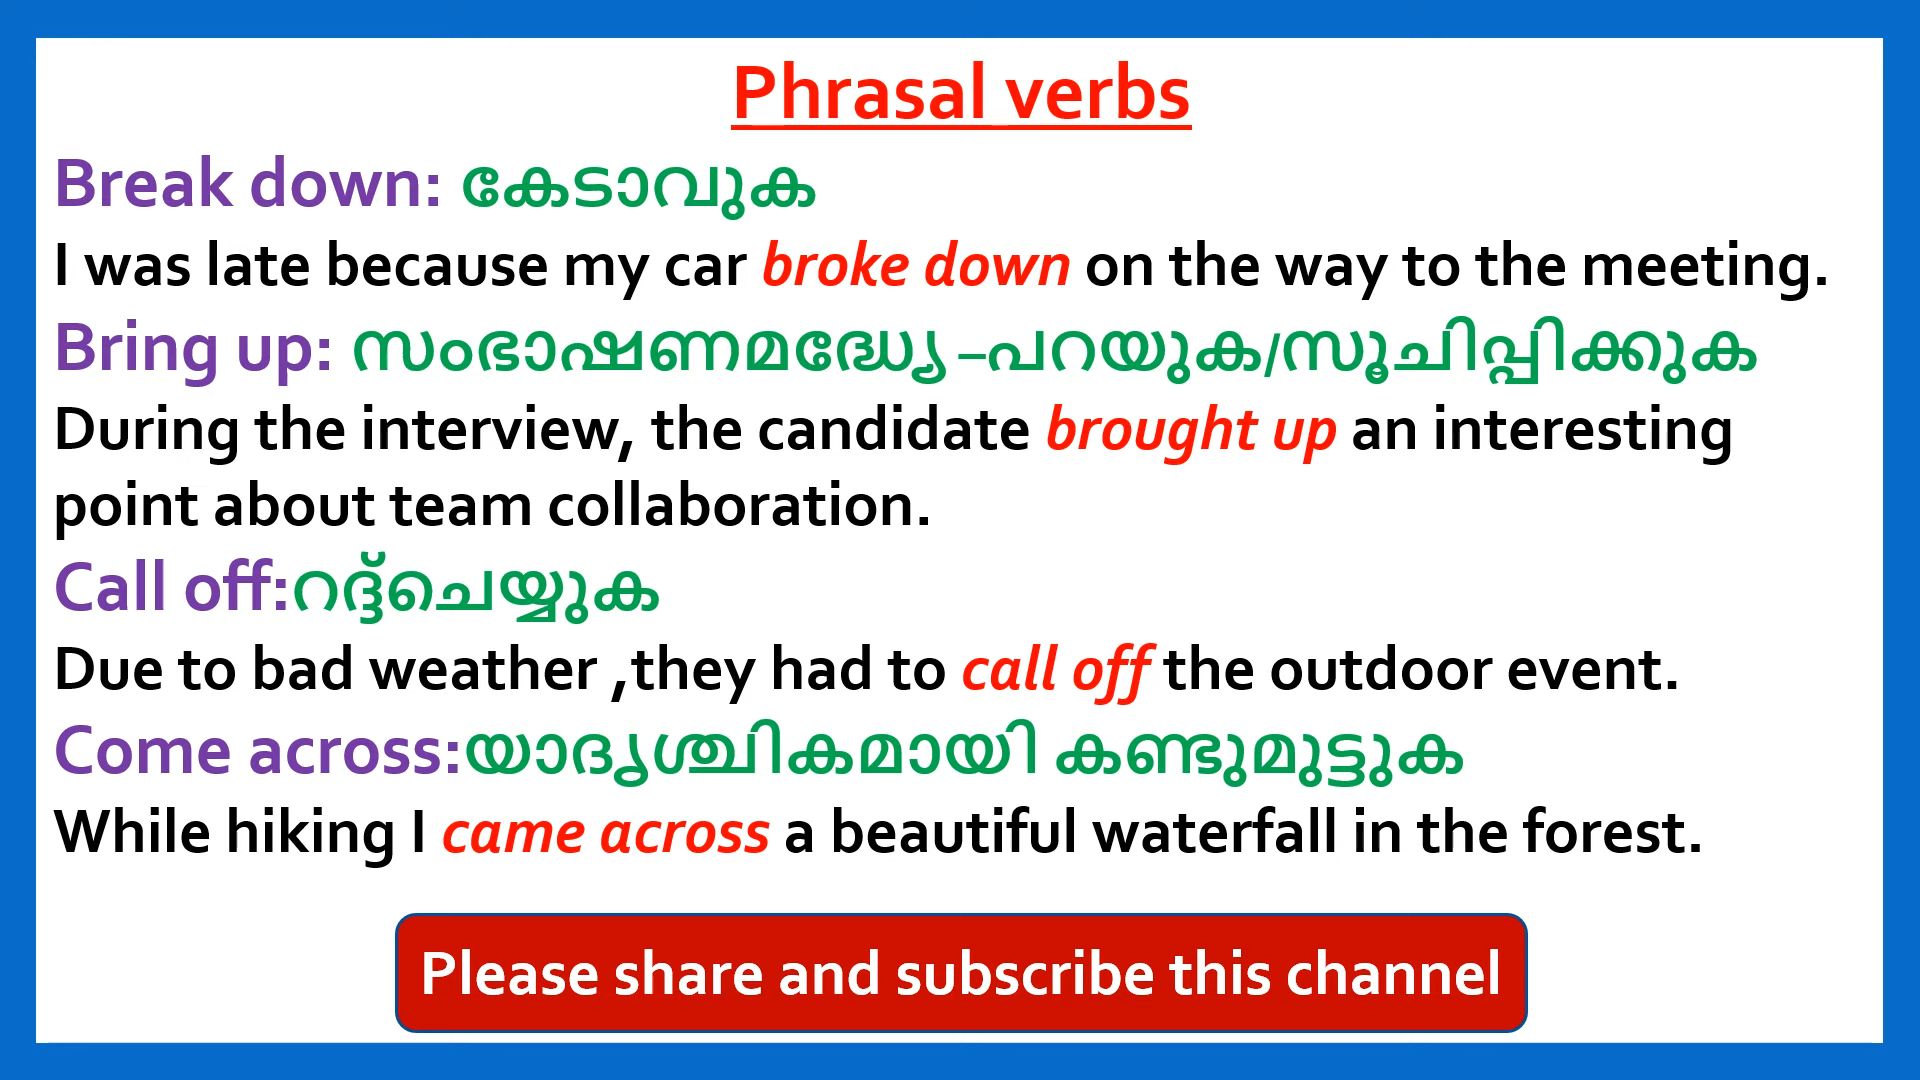 Phrasal verbs
Break down: കേടാവുക
I was late because my car broke down on the way to the meeting.
Bring up: സംഭാഷണമദ്ധ്യേ –പറയുക/സൂചിപ്പിക്കുക
During the interview, the candidate brought up an interesting
point about team collaboration.
Call off:റദ്ദ്ചെയ്യുക
Due to bad weather ,they had to call off the outdoor event.
Come across:യാദൃശ്ചികമായി കണ്ടുമുട്ടുക
While hiking I came across a beautiful waterfall in the forest.
Please share and subscribe this channel